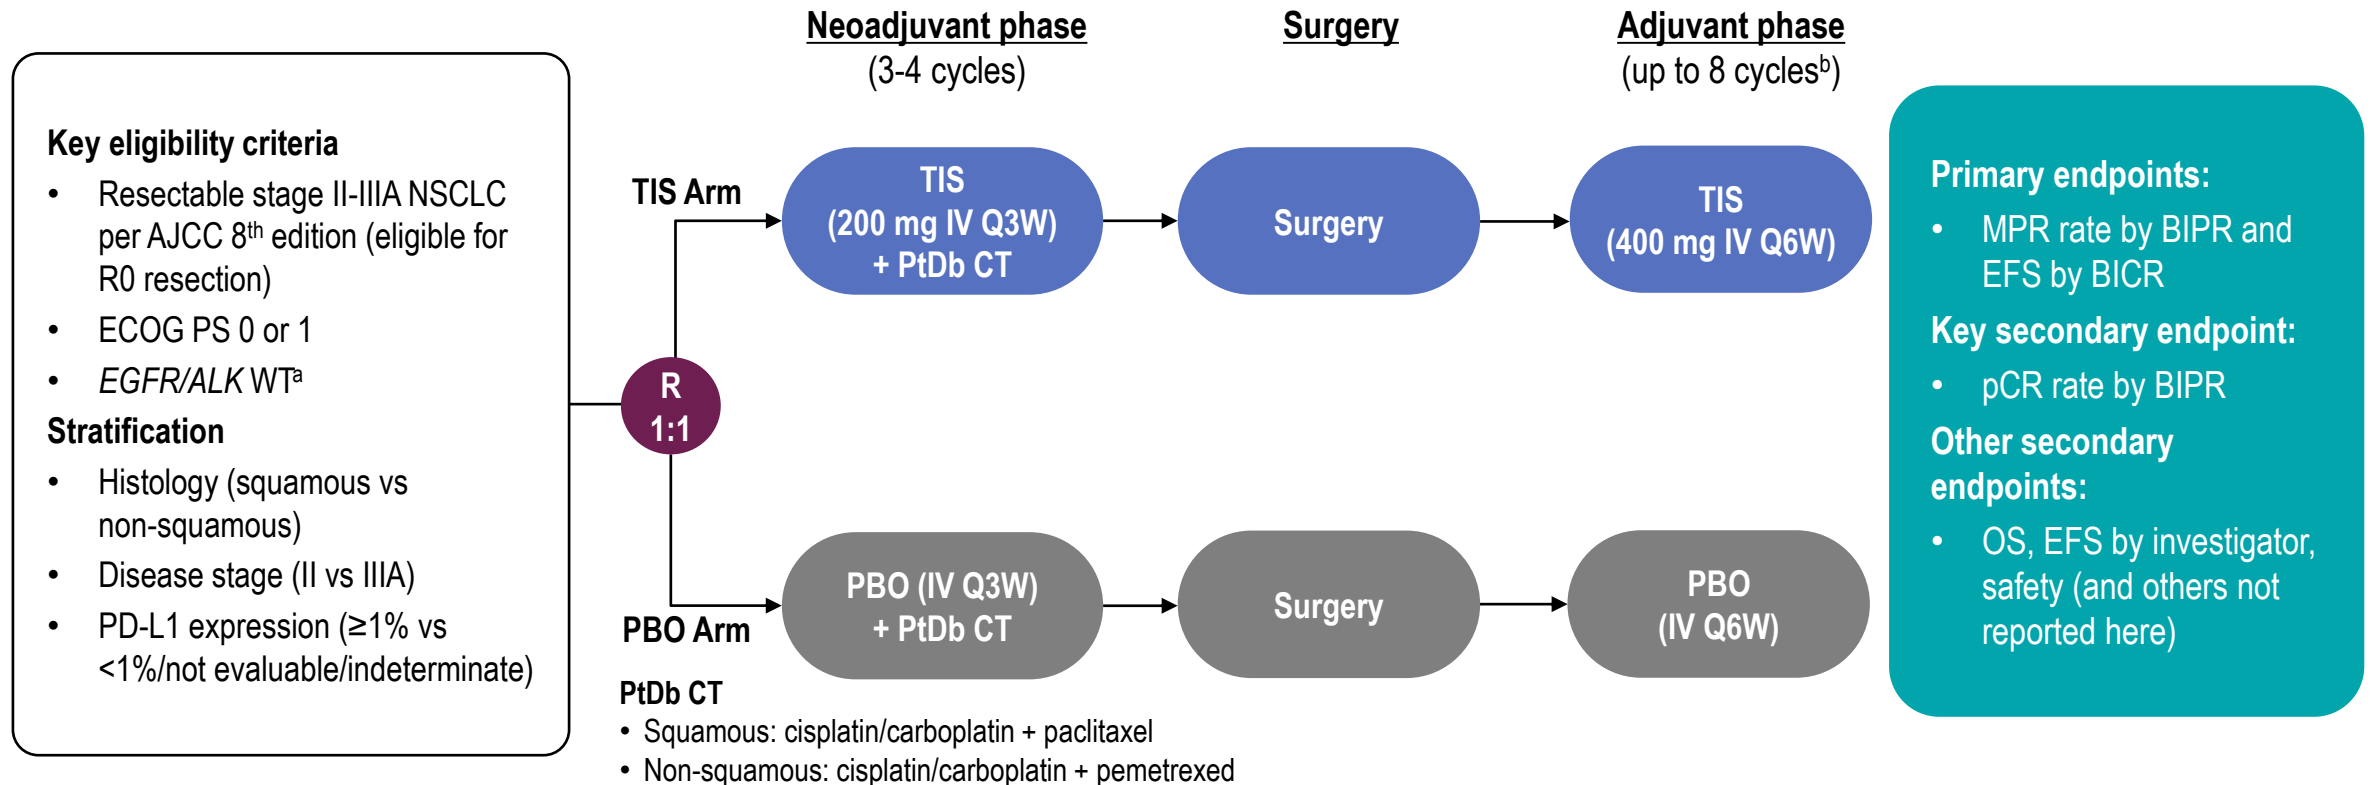 Neoadjuvant phase
(3-4 cycles)
Surgery
Adjuvant phase
(up to 8 cyclesᵇ)
Key eligibility criteria
• Resectable stage II-IIIA NSCLC
per AJCC 8ᵗʰ edition (eligible for
R0 resection)
• ECOG PS 0 or 1
• EGFR/ALK WTᵃ
Stratification
• Histology (squamous vs
non-squamous)
• Disease stage (II vs IIIA)
• PD-L1 expression (≥1% vs
<1%/not evaluable/indeterminate)
R
1:1
TIS Arm
TIS
(200 mg IV Q3W)
+ PtDb CT
Surgery
TIS
(400 mg IV Q6W)
PBO Arm
PBO (IV Q3W)
+ PtDb CT
Surgery
PBO
(IV Q6W)
PtDb CT
• Squamous: cisplatin/carboplatin + paclitaxel
• Non-squamous: cisplatin/carboplatin + pemetrexed
Primary endpoints:
• MPR rate by BIPR and
EFS by BICR
Key secondary endpoint:
• pCR rate by BIPR
Other secondary
endpoints:
• OS, EFS by investigator,
safety (and others not
reported here)